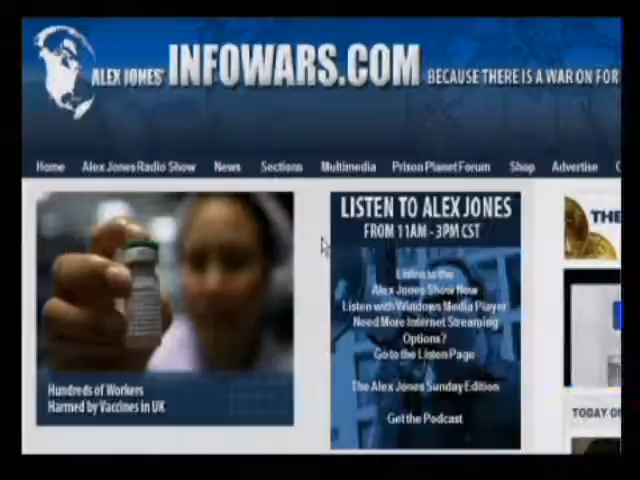 ALEX JONES' INFOWARS.COM BECAUSE THERE IS A WAR ON FOR
Home Alex Jones Radio Show News Sections Multimedia Prison Planet Forum Shop Advertise
LISTEN TO ALEX JONES
FROM 11AM - 3PM CST
Listen to the
Alex Jones Show Now
Listen with Windows Media Player
Need More Internet Streaming
Options?
Go to the Listen Page
The Alex Jones Sunday Edition
Get the Podcast
Hundreds of Workers
Harmed by Vaccines in UK
THE
TODAY ON